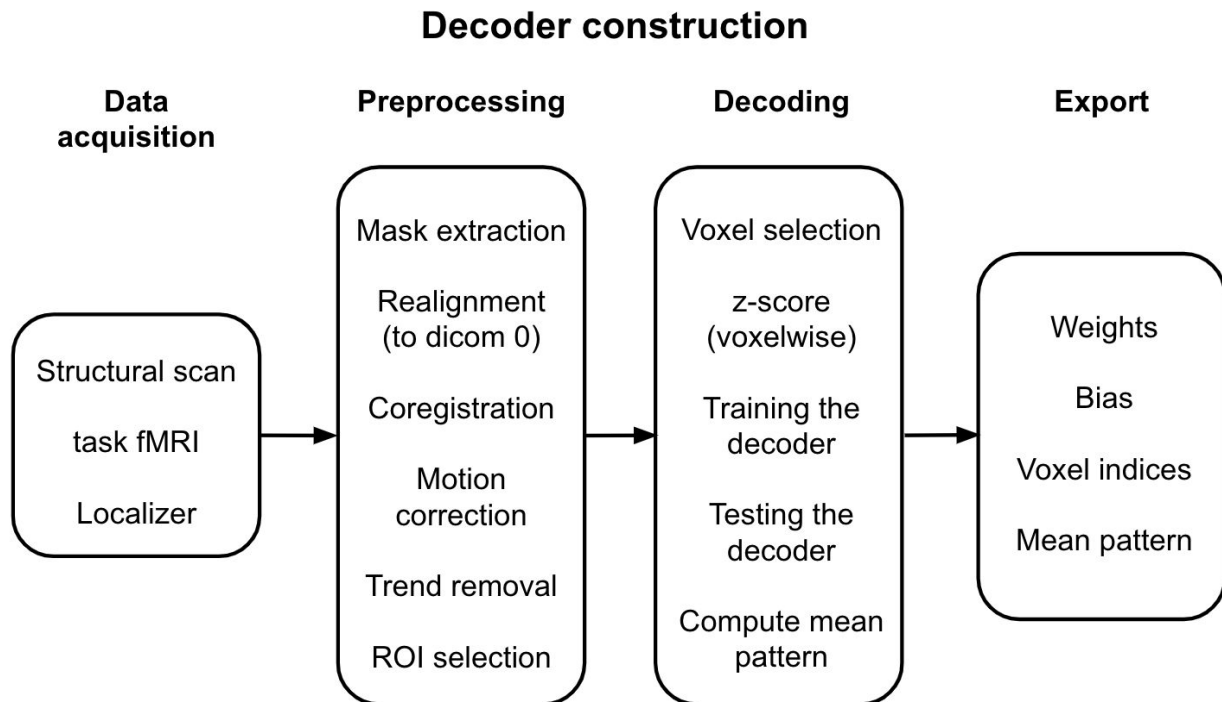 Decoder construction
Data
acquisition
Preprocessing
Decoding
Export
Structural scan
task fMRI
Localizer
Mask extraction
Realignment
(to dicom 0)
Coregistration
Motion
correction
Trend removal
ROI selection
Voxel selection
z-score
(voxelwise)
Training the
decoder
Testing the
decoder
Compute mean
pattern
Weights
Bias
Voxel indices
Mean pattern